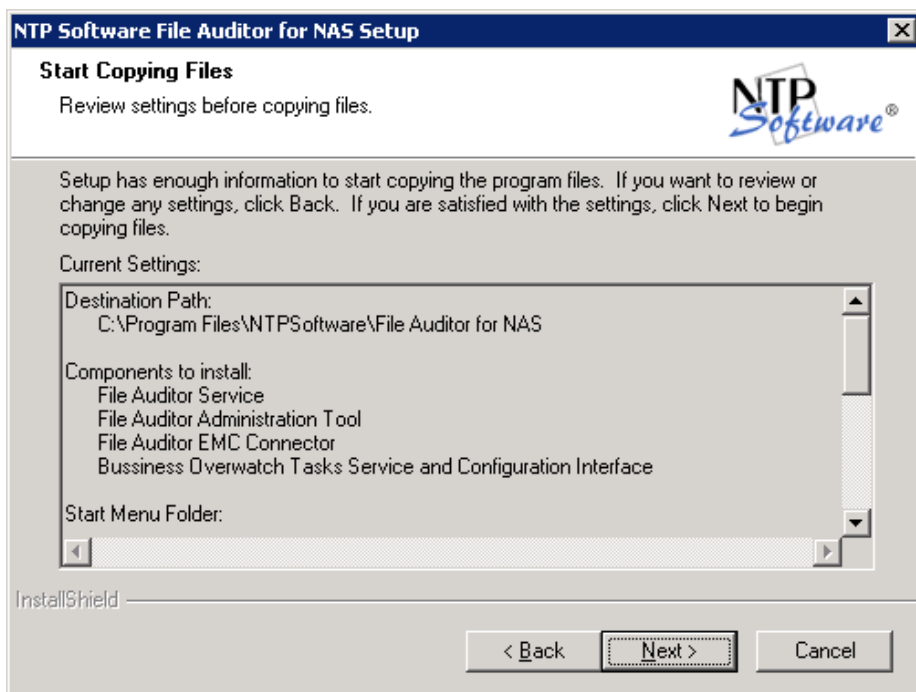 NTP Software File Auditor for NAS Setup
Start Copying Files
Review settings before copying files.
NTP
Software®
Setup has enough information to start copying the program files. If you want to review or
change any settings, click Back. If you are satisfied with the settings, click Next to begin
copying files.
Current Settings:
Destination Path:
C:\Program Files\NTPSoftware\File Auditor for NAS
Components to install:
File Auditor Service
File Auditor Administration Tool
File Auditor EMC Connector
Bussiness Overwatch Tasks Service and Configuration Interface
Start Menu Folder:
InstallShield
< Back
Next >
Cancel